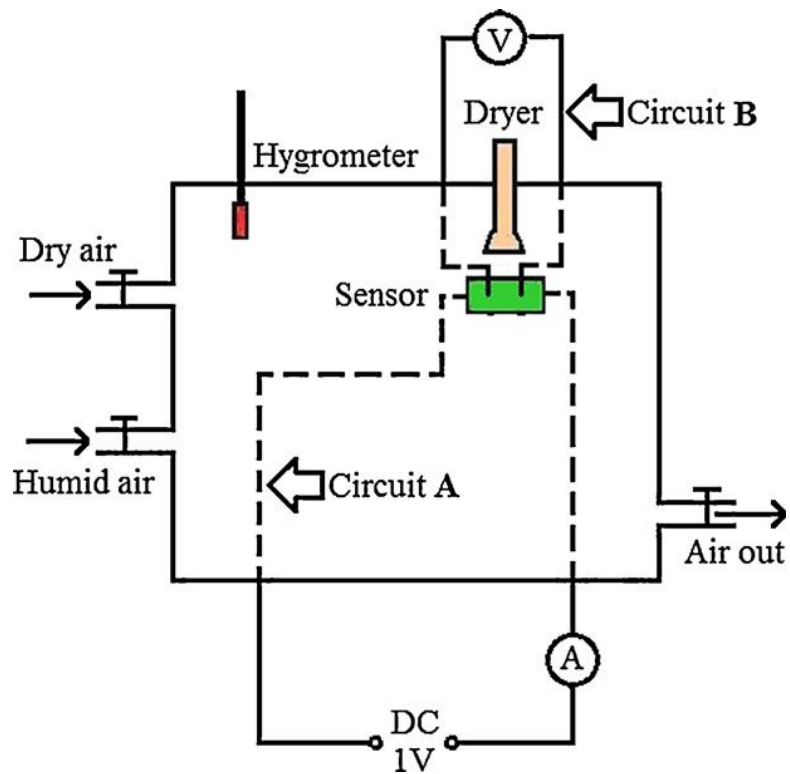 V
Dryer
Circuit B
Hygrometer
Dry air
Sensor
Humid air
Circuit A
Air out
A
DC
1V